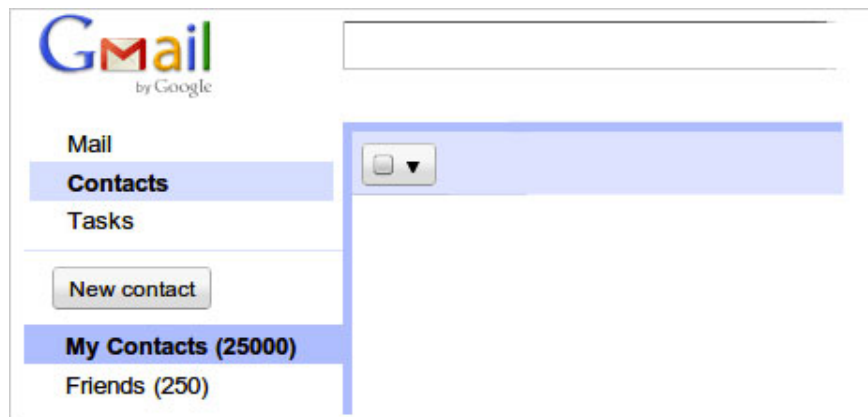 Gmail
by Google
Mail
Contacts
Tasks
New contact
My Contacts (25000)
Friends (250)